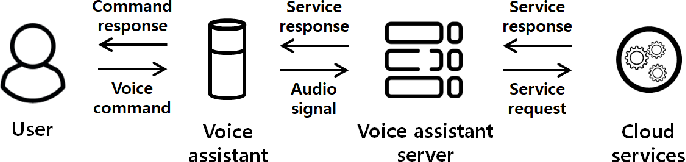 Command
response
Service
response
Service
response
Voice
command
Audio
signal
Service
request
User
Voice
assistant
Voice assistant
server
Cloud
services